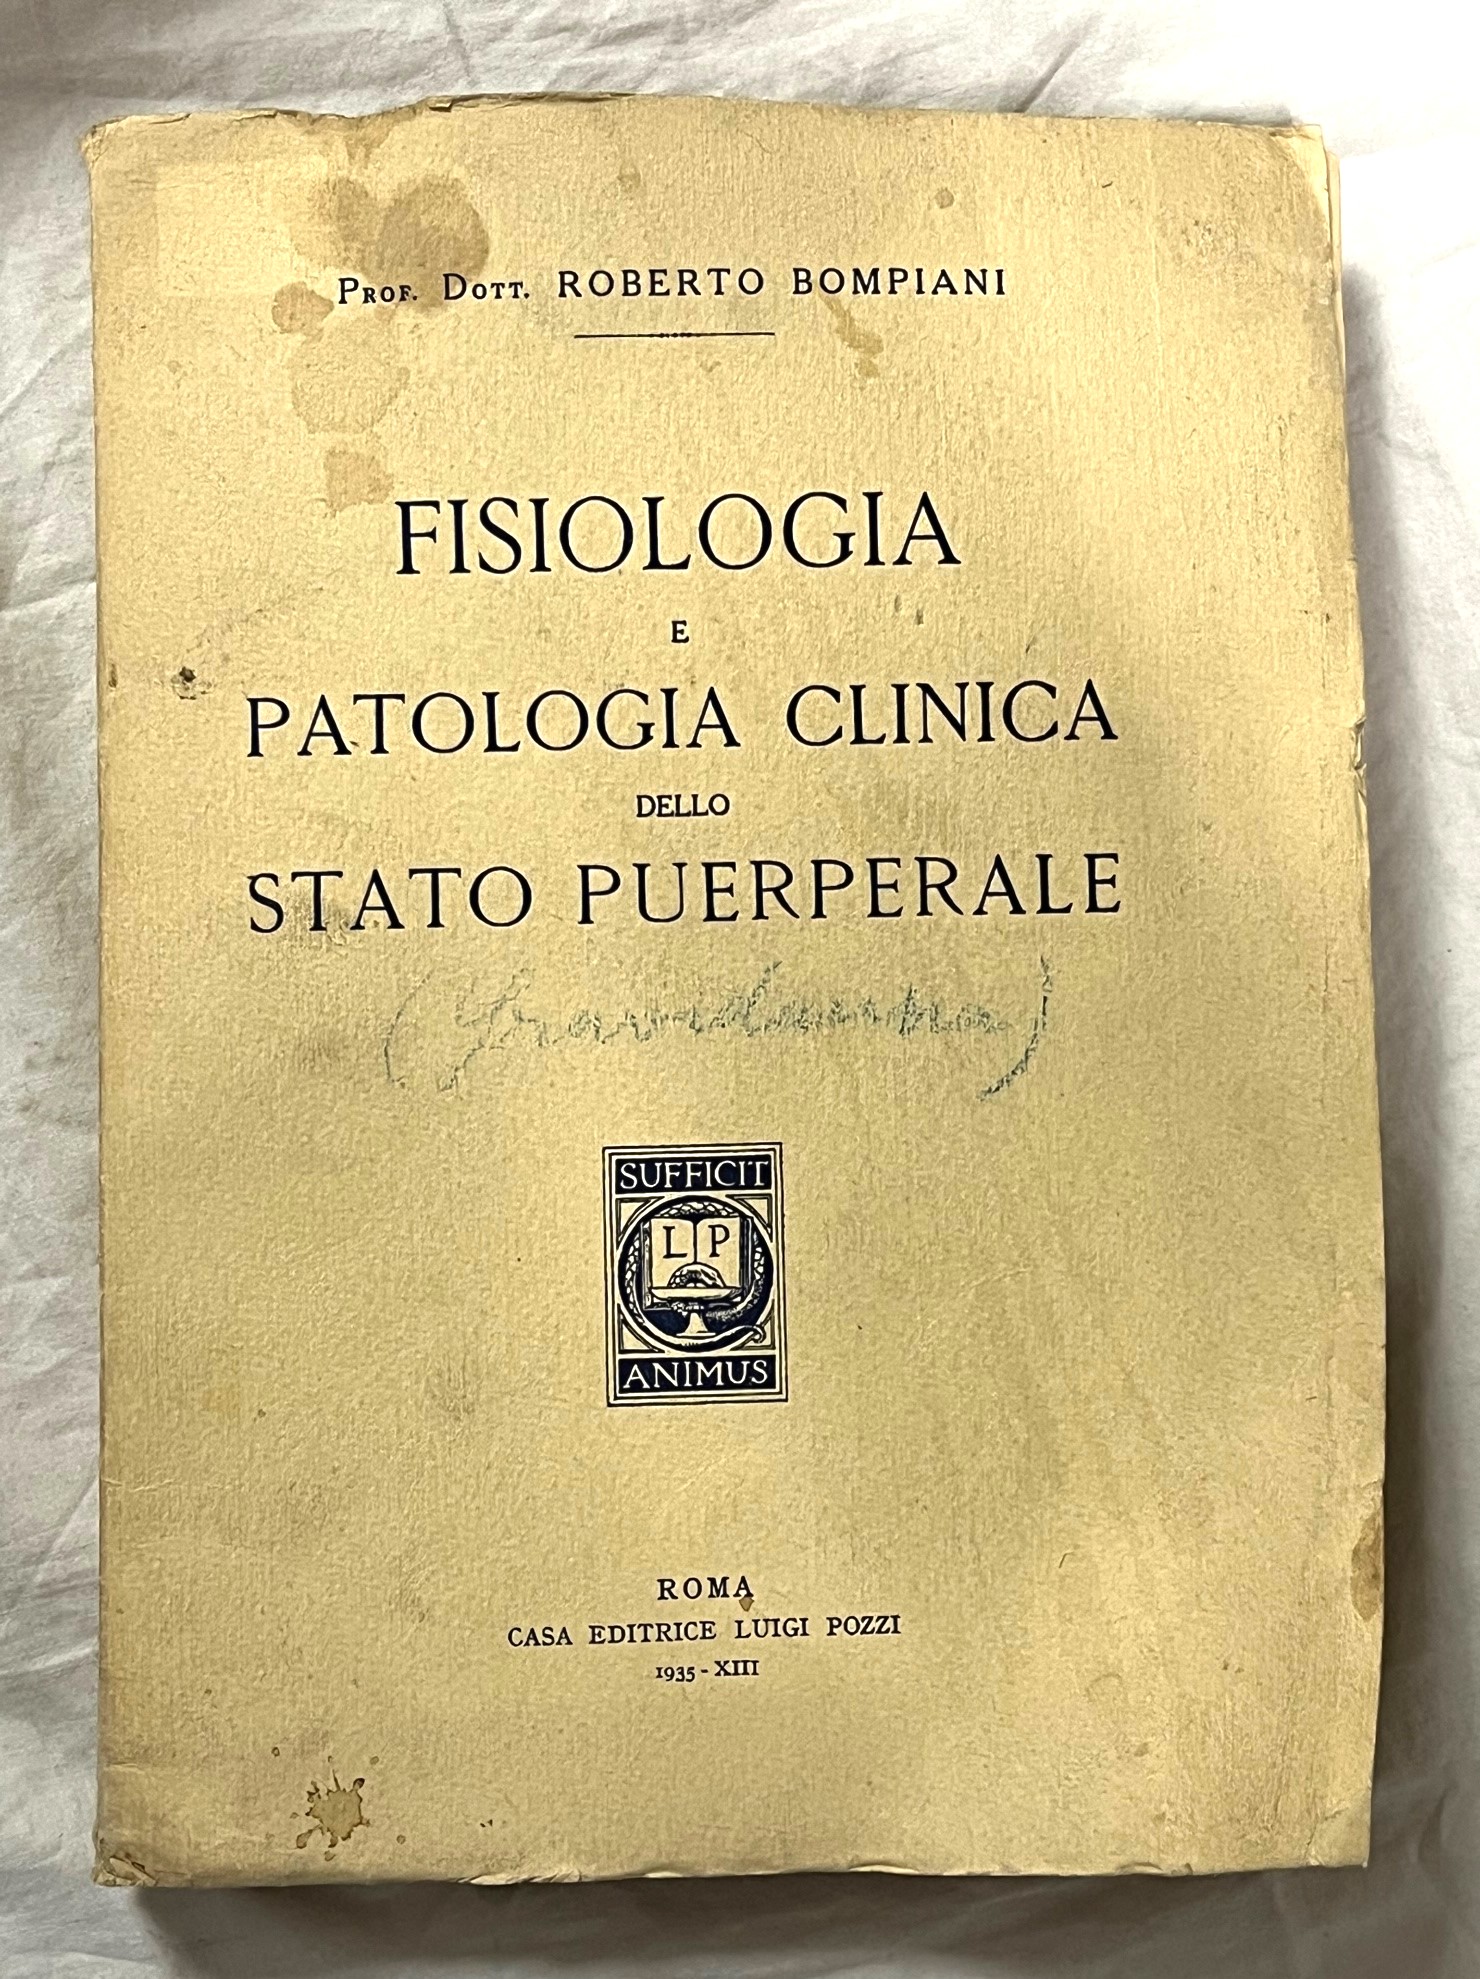 Prof. Dott. ROBERTO BOMPIANI
FISIOLOGIA
E
PATOLOGIA CLINICA
DELLO
STATO PUERPERALE
(Gravidanza)
SUFFICIT
L P
ANIMUS
ROMA
CASA EDITRICE LUIGI POZZI
1935 - XIII